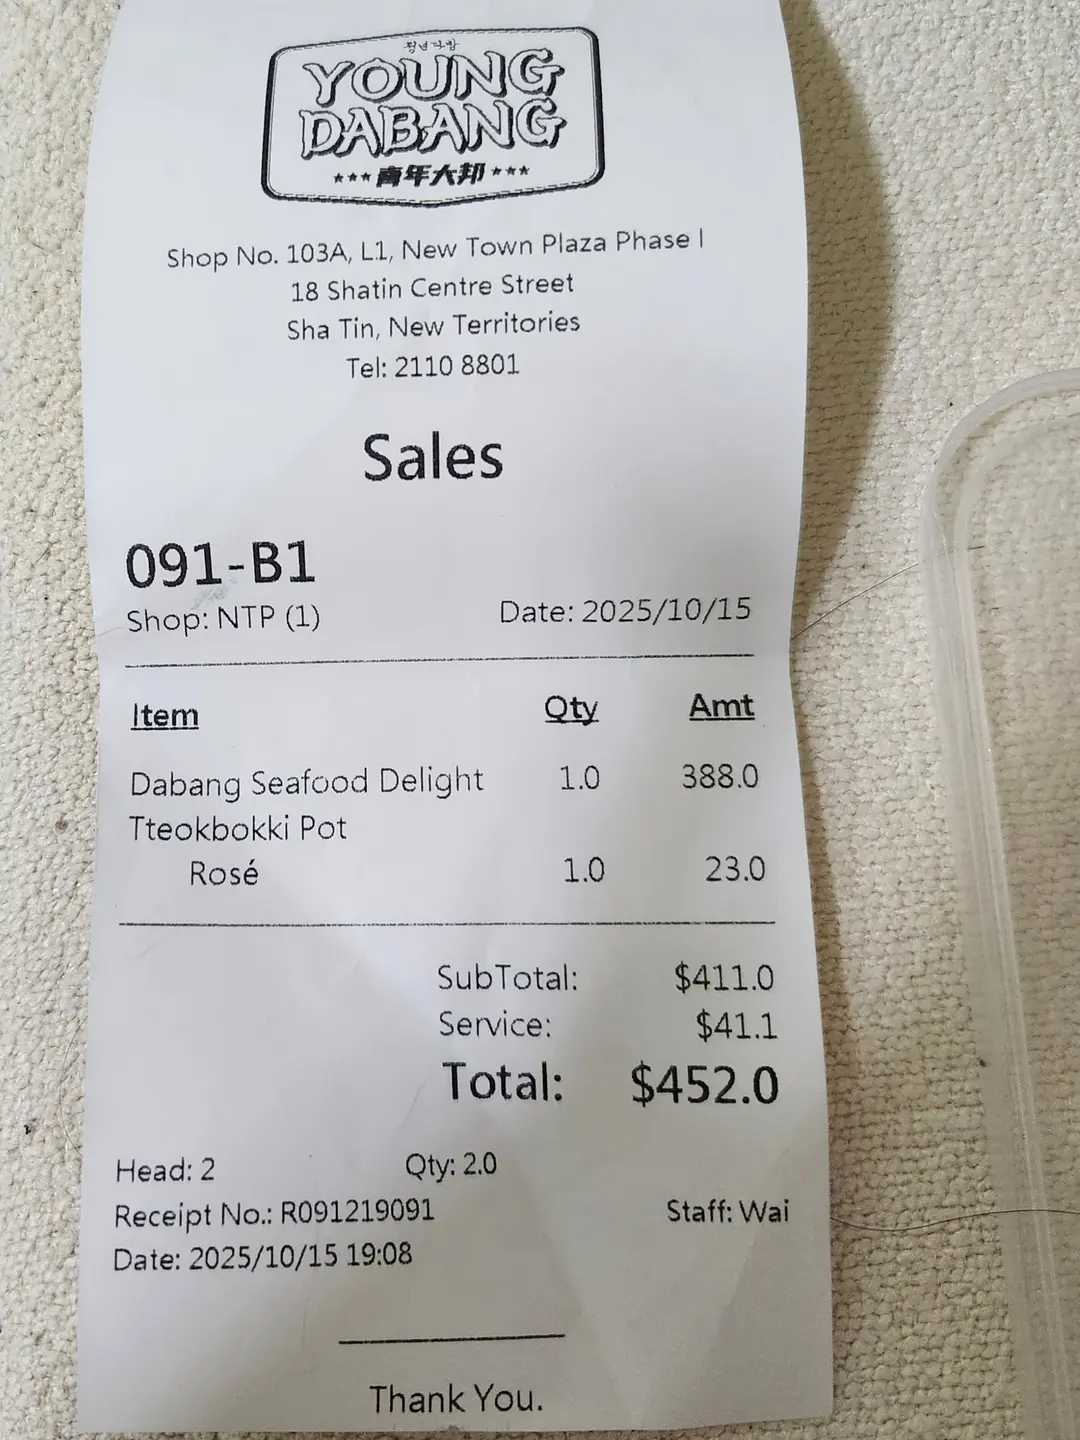 청년다방
YOUNG
DABANG
★★★青年大邦★★★
Shop No. 103A, L1, New Town Plaza Phase I
18 Shatin Centre Street
Sha Tin, New Territories
Tel: 2110 8801
Sales
091-B1
Shop: NTP (1) Date: 2025/10/15
Item Qty Amt
Dabang Seafood Delight 1.0 388.0
Tteokbokki Pot
Rosé 1.0 23.0
SubTotal: $411.0
Service: $41.1
Total: $452.0
Head: 2 Qty: 2.0
Receipt No.: R091219091 Staff: Wai
Date: 2025/10/15 19:08
Thank You.